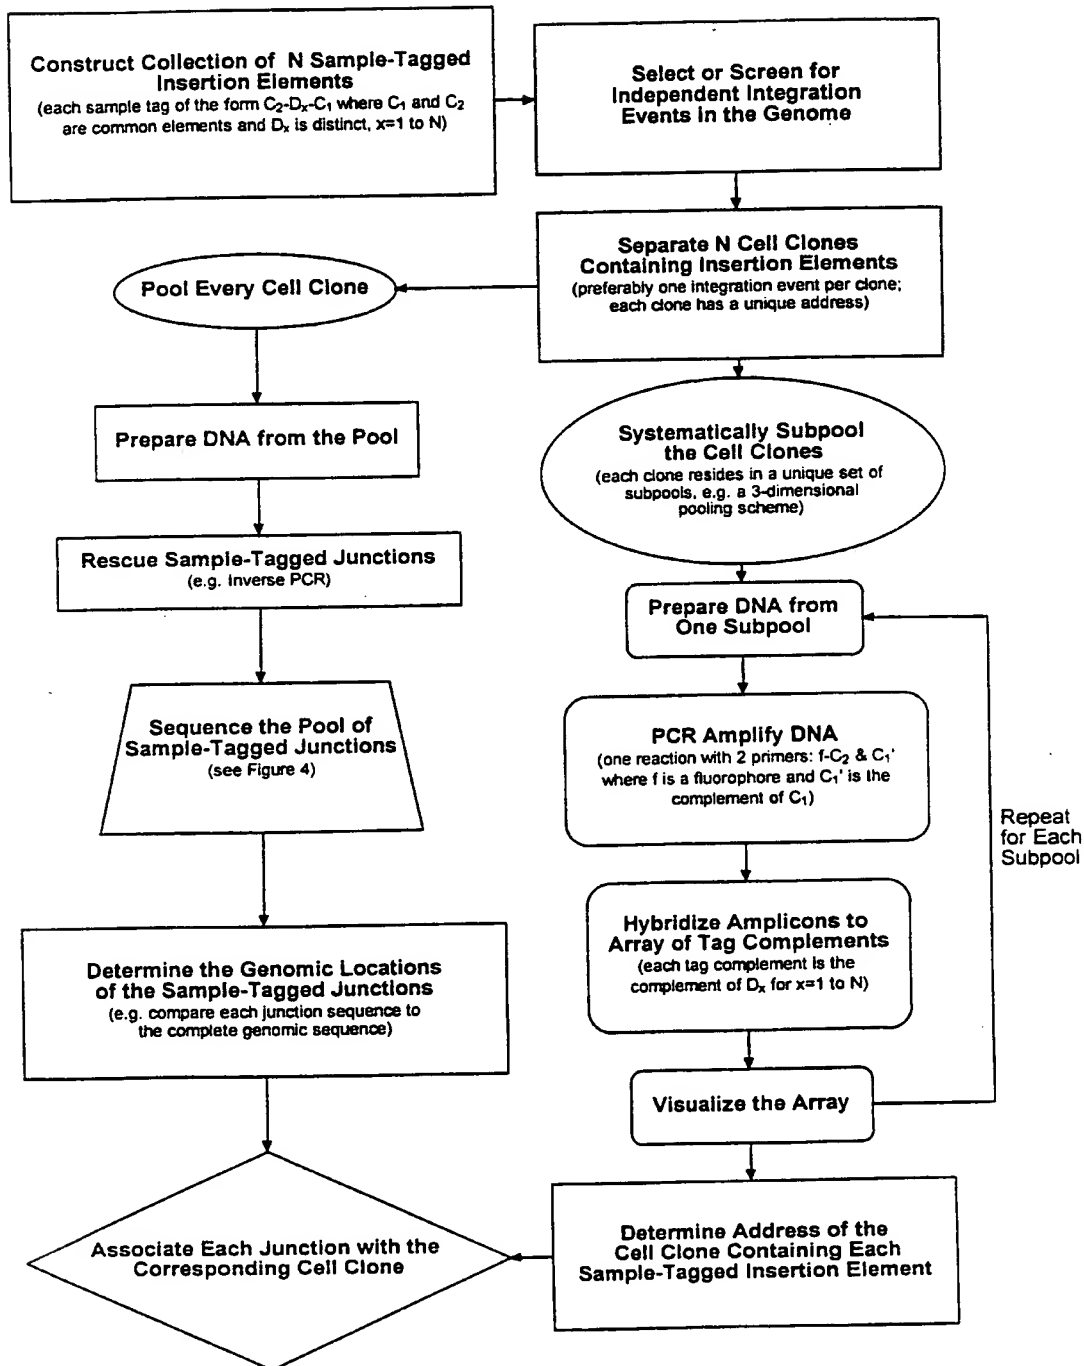 Construct Collection of N Sample-Tagged
Insertion Elements
(each sample tag of the form C₂-Dₓ-C₁ where C₁ and C₂
are common elements and Dₓ is distinct, x=1 to N)
Select or Screen for
Independent Integration
Events in the Genome
Separate N Cell Clones
Containing Insertion Elements
(preferably one integration event per clone;
each clone has a unique address)
Pool Every Cell Clone
Prepare DNA from the Pool
Rescue Sample-Tagged Junctions
(e.g. Inverse PCR)
Sequence the Pool of
Sample-Tagged Junctions
(see Figure 4)
Determine the Genomic Locations
of the Sample-Tagged Junctions
(e.g. compare each junction sequence to
the complete genomic sequence)
Systematically Subpool
the Cell Clones
(each clone resides in a unique set of
subpools, e.g. a 3-dimensional
pooling scheme)
Prepare DNA from
One Subpool
PCR Amplify DNA
(one reaction with 2 primers: f-C₂ & C₁'
where f is a fluorophore and C₁' is the
complement of C₁)
Hybridize Amplicons to
Array of Tag Complements
(each tag complement is the
complement of Dₓ for x=1 to N)
Visualize the Array
Repeat
for Each
Subpool
Determine Address of the
Cell Clone Containing Each
Sample-Tagged Insertion Element
Associate Each Junction with the
Corresponding Cell Clone